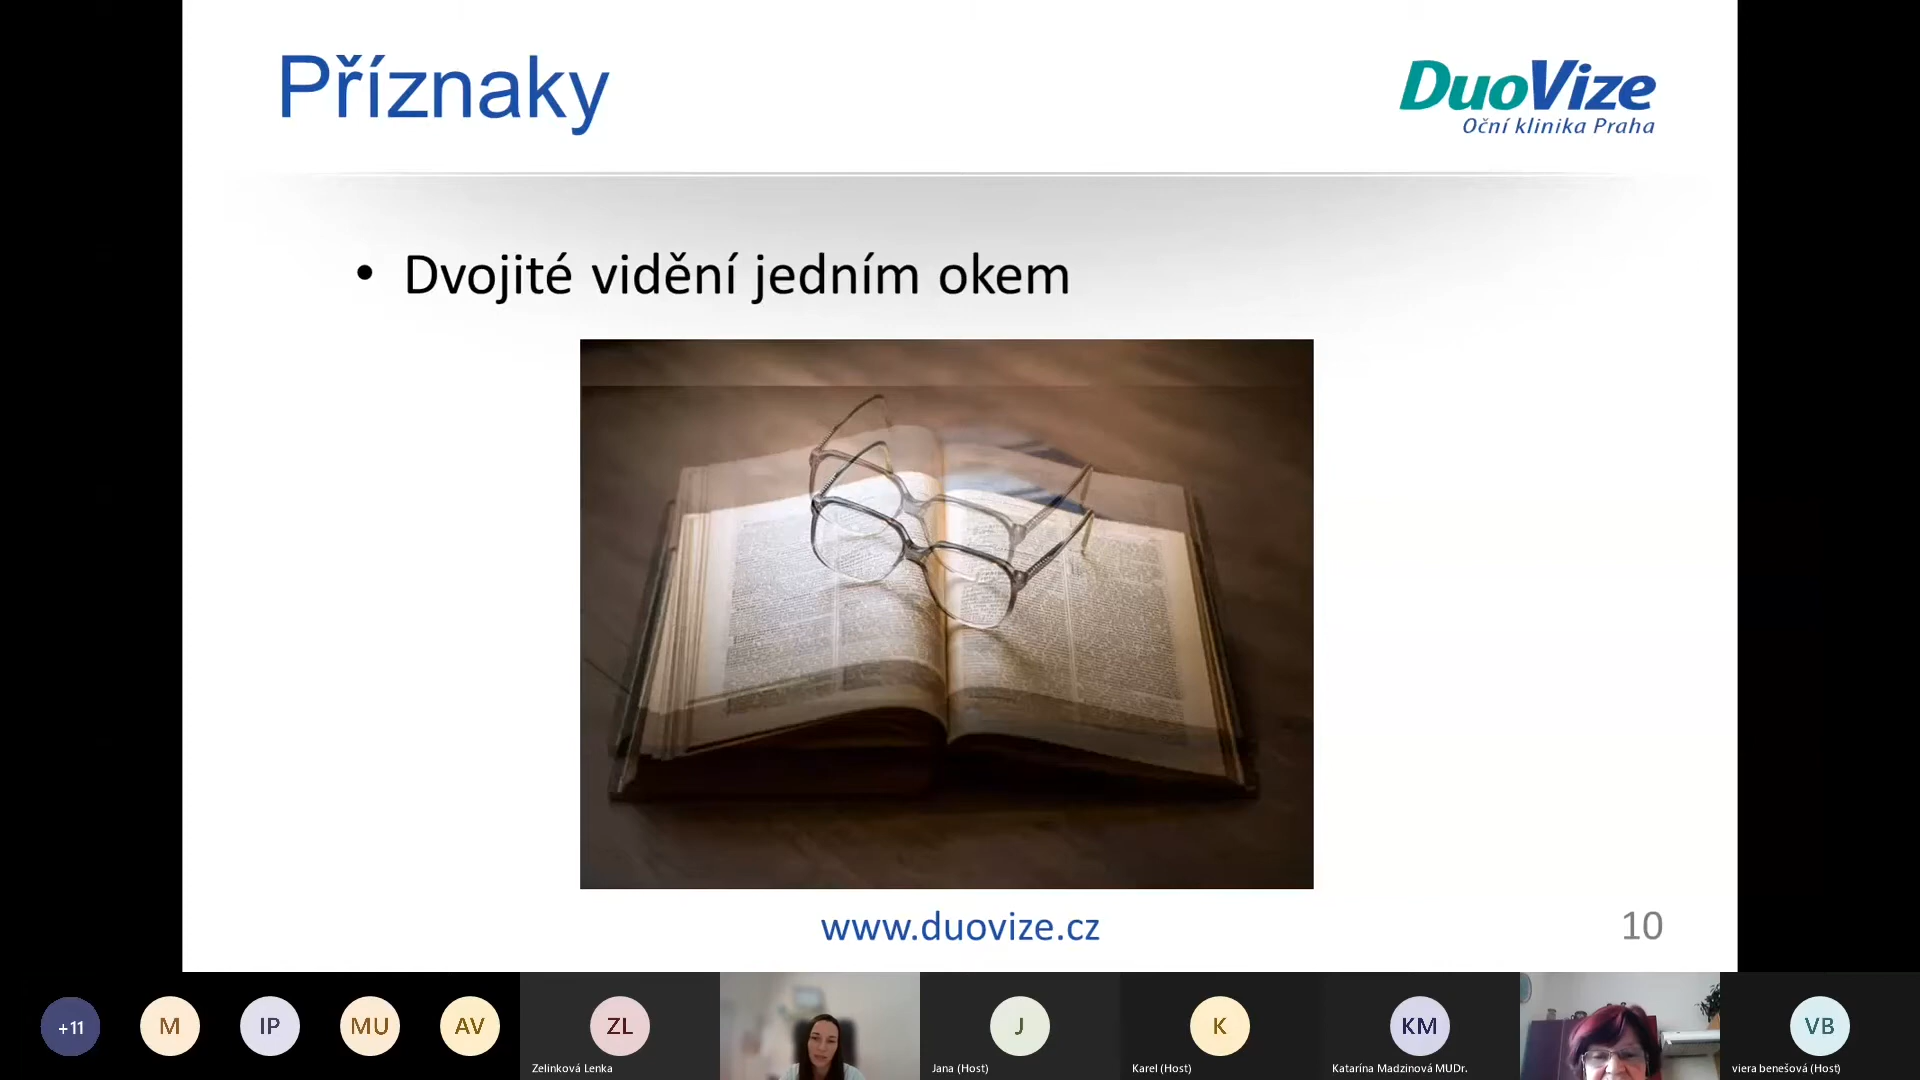 Příznaky
DuoVize
Oční klinika Praha
• Dvojité vidění jedním okem
www.duovize.cz
10
+11
M
IP
MU
AV
ZL
Zelinková Lenka
J
Jana (Host)
K
Karel (Host)
KM
Katarína Madzinová MUDr.
VB
viera benešová (Host)